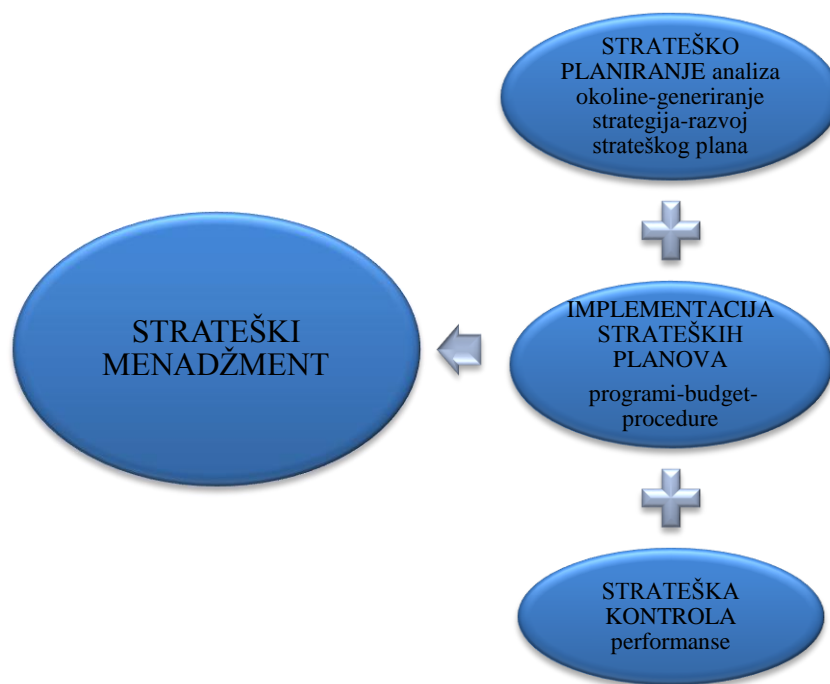 STRATEŠKO
PLANIRANJE analiza
okoline-generiranje
strategija-razvoj
strateškog plana
STRATEŠKI
MENADŽMENT
IMPLEMENTACIJA
STRATEŠKIH
PLANOVA
programi-budget-
procedure
STRATEŠKA
KONTROLA
performanse